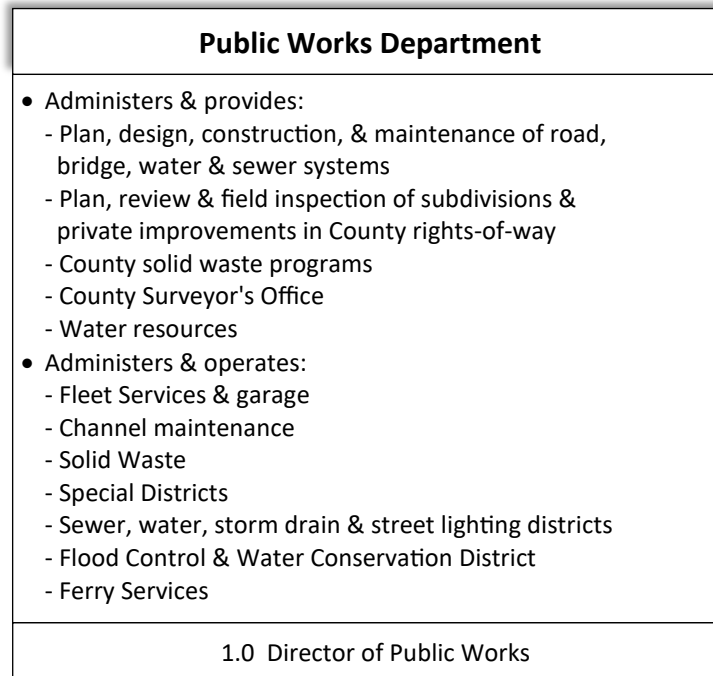 Public Works Department
• Administers & provides:
- Plan, design, construction, & maintenance of road,
bridge, water & sewer systems
- Plan, review & field inspection of subdivisions &
private improvements in County rights-of-way
- County solid waste programs
- County Surveyor's Office
- Water resources
• Administers & operates:
- Fleet Services & garage
- Channel maintenance
- Solid Waste
- Special Districts
- Sewer, water, storm drain & street lighting districts
- Flood Control & Water Conservation District
- Ferry Services
1.0 Director of Public Works